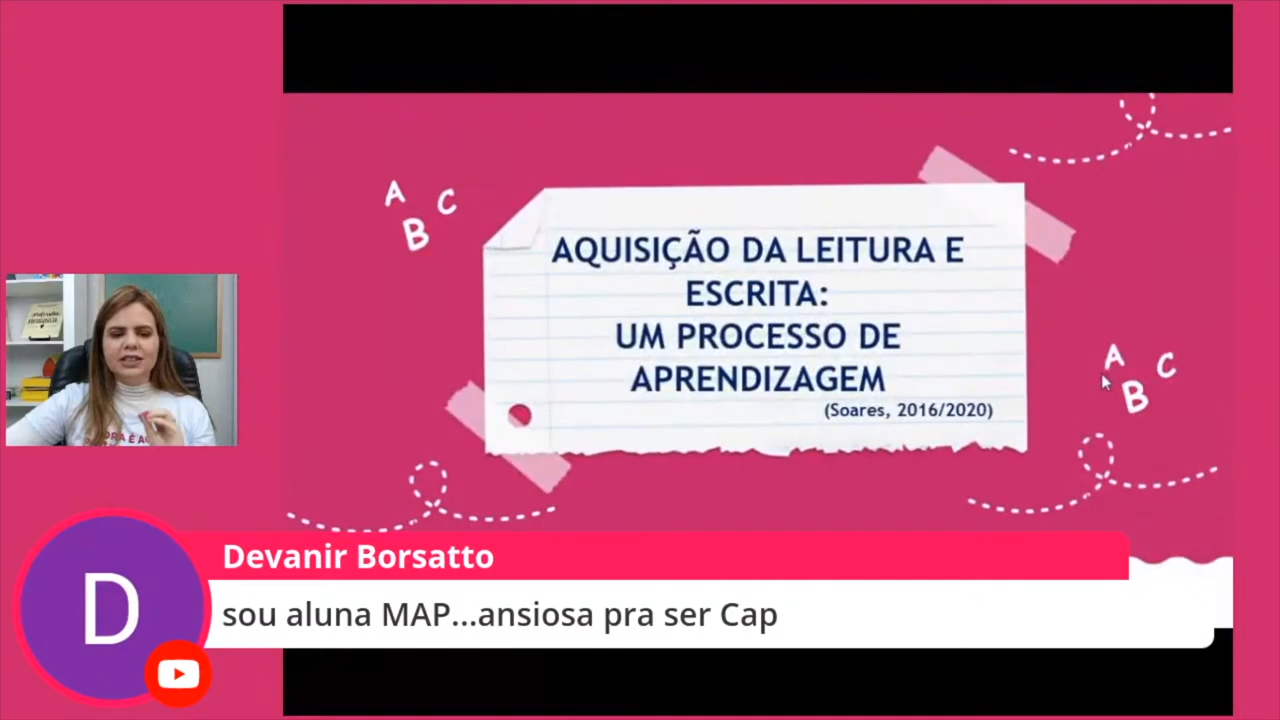 A
B
C
AQUISIÇÃO DA LEITURA E
ESCRITA:
UM PROCESSO DE
APRENDIZAGEM
(Soares, 2016/2020)
A
B
C
D
Devanir Borsatto
sou aluna MAP...ansiosa pra ser Cap